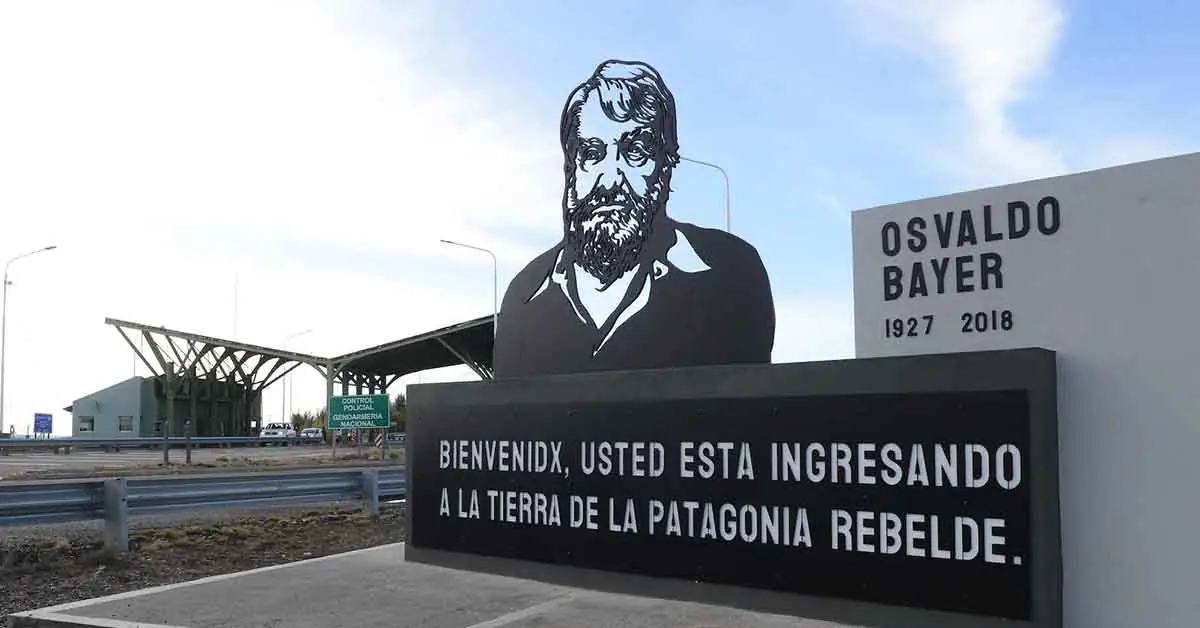 OSVALDO
BAYER
1927 2018
CONTROL
POLICIAL
GENDARMERIA
NACIONAL
BIENVENIDX, USTED ESTA INGRESANDO
A LA TIERRA DE LA PATAGONIA REBELDE.